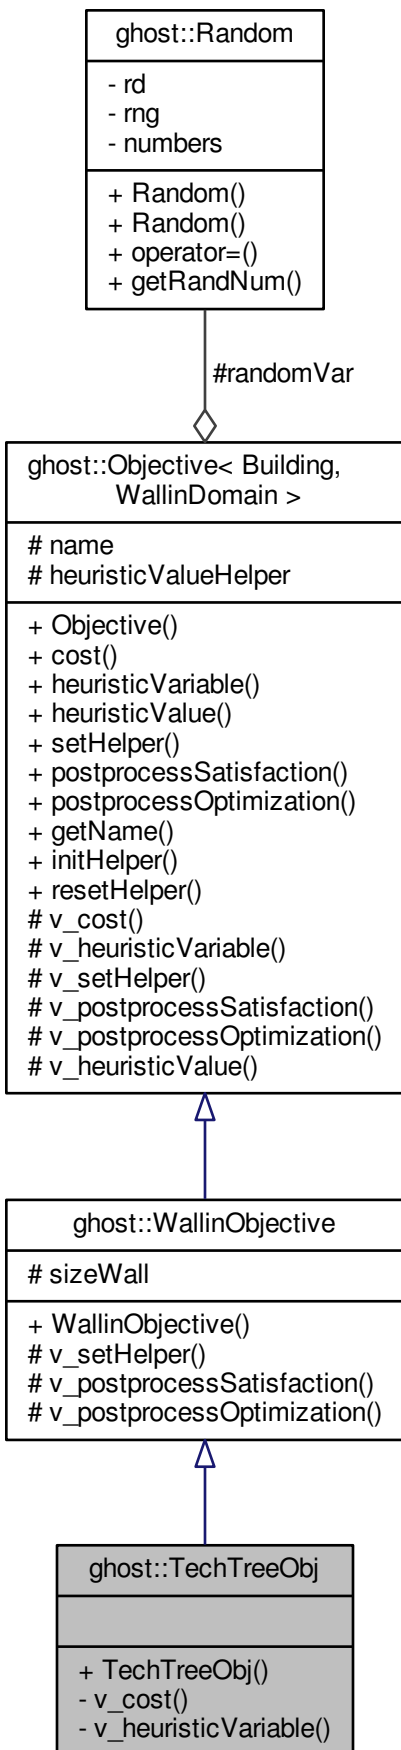 ghost::Random
- rd
- rng
- numbers
+ Random()
+ Random()
+ operator=()
+ getRandNum()
#randomVar
ghost::Objective< Building,
WallinDomain >
# name
# heuristicValueHelper
+ Objective()
+ cost()
+ heuristicVariable()
+ heuristicValue()
+ setHelper()
+ postprocessSatisfaction()
+ postprocessOptimization()
+ getName()
+ initHelper()
+ resetHelper()
# v_cost()
# v_heuristicVariable()
# v_setHelper()
# v_postprocessSatisfaction()
# v_postprocessOptimization()
# v_heuristicValue()
ghost::WallinObjective
# sizeWall
+ WallinObjective()
# v_setHelper()
# v_postprocessSatisfaction()
# v_postprocessOptimization()
ghost::TechTreeObj
+ TechTreeObj()
- v_cost()
- v_heuristicVariable()